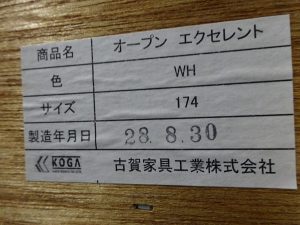 商品名 オープン エクセレント
色 WH
サイズ 174
製造年月日 28.8.30
KOGA 古賀家具工業株式会社